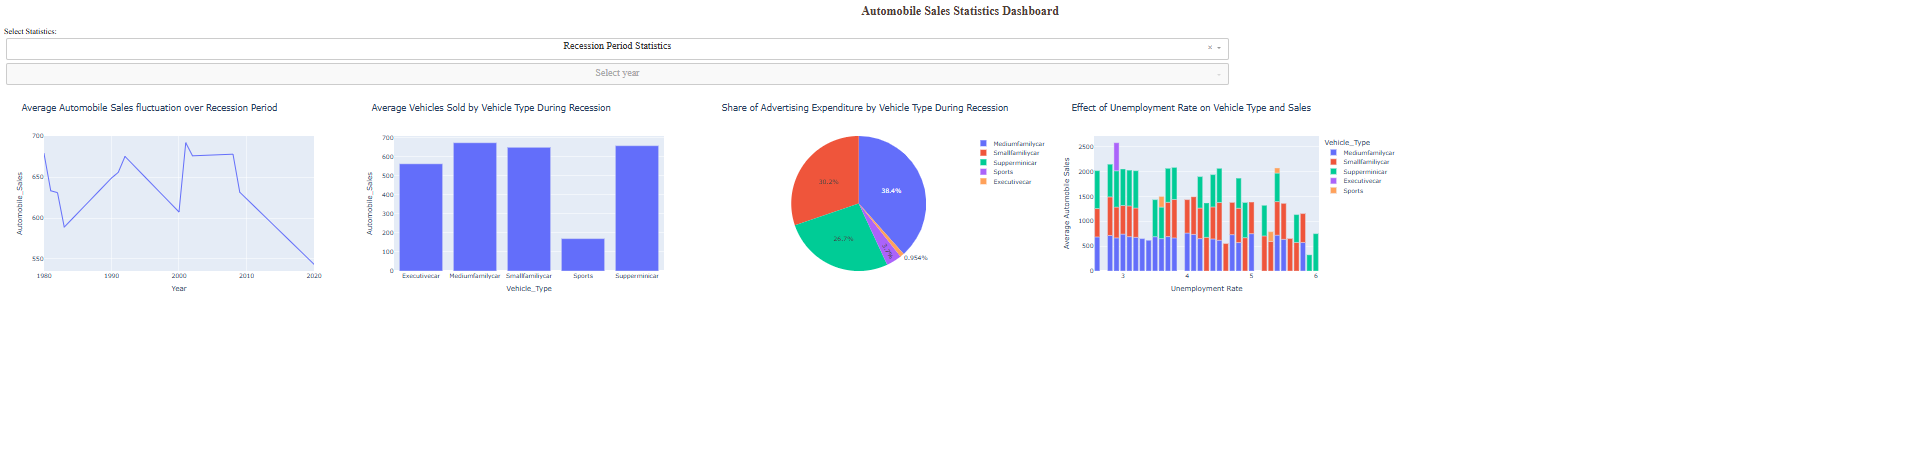 Automobile Sales Statistics Dashboard
Select Statistics:
Recession Period Statistics
×
Select year
Average Automobile Sales fluctuation over Recession Period
700
650
600
550
Automobile_Sales
1980 1990 2000 2010 2020
Year
Average Vehicles Sold by Vehicle Type During Recession
700
600
500
400
300
200
100
0
Automobile_Sales
Executivecar Mediumfamilycar Smallfamiliycar Sports Supperminicar
Vehicle_Type
Share of Advertising Expenditure by Vehicle Type During Recession
38.4%
30.2%
26.7%
3.7%
0.954%
Mediumfamilycar
Smallfamiliycar
Supperminicar
Sports
Executivecar
Effect of Unemployment Rate on Vehicle Type and Sales
2500
2000
1500
1000
500
0
Average Automobile Sales
3 4 5 6
Unemployment Rate
Vehicle_Type
Mediumfamilycar
Smallfamiliycar
Supperminicar
Executivecar
Sports